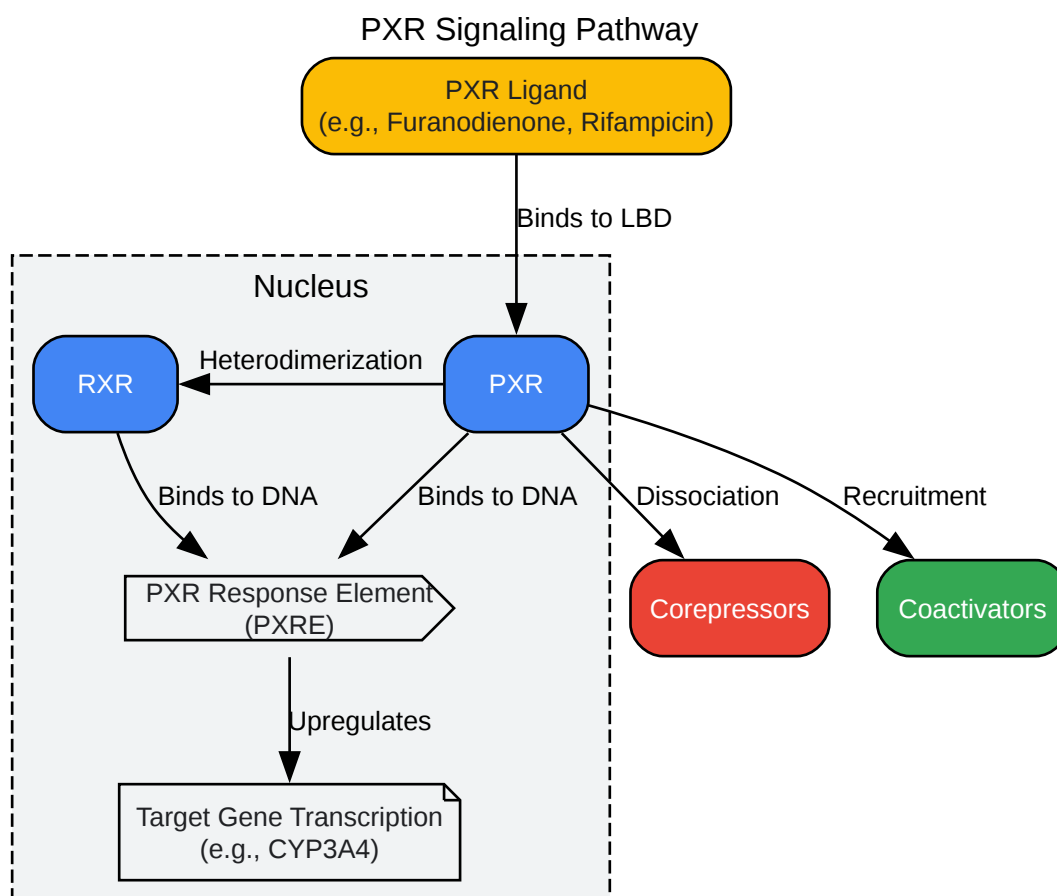 PXR Signaling Pathway
PXR Ligand
(e.g., Furanodienone, Rifampicin)
Binds to LBD
Nucleus
Heterodimerization
RXR
PXR
Binds to DNA
Binds to DNA
Dissociation
Recruitment
PXR Response Element
(PXRE)
Corepressors
Coactivators
Upregulates
Target Gene Transcription
(e.g., CYP3A4)